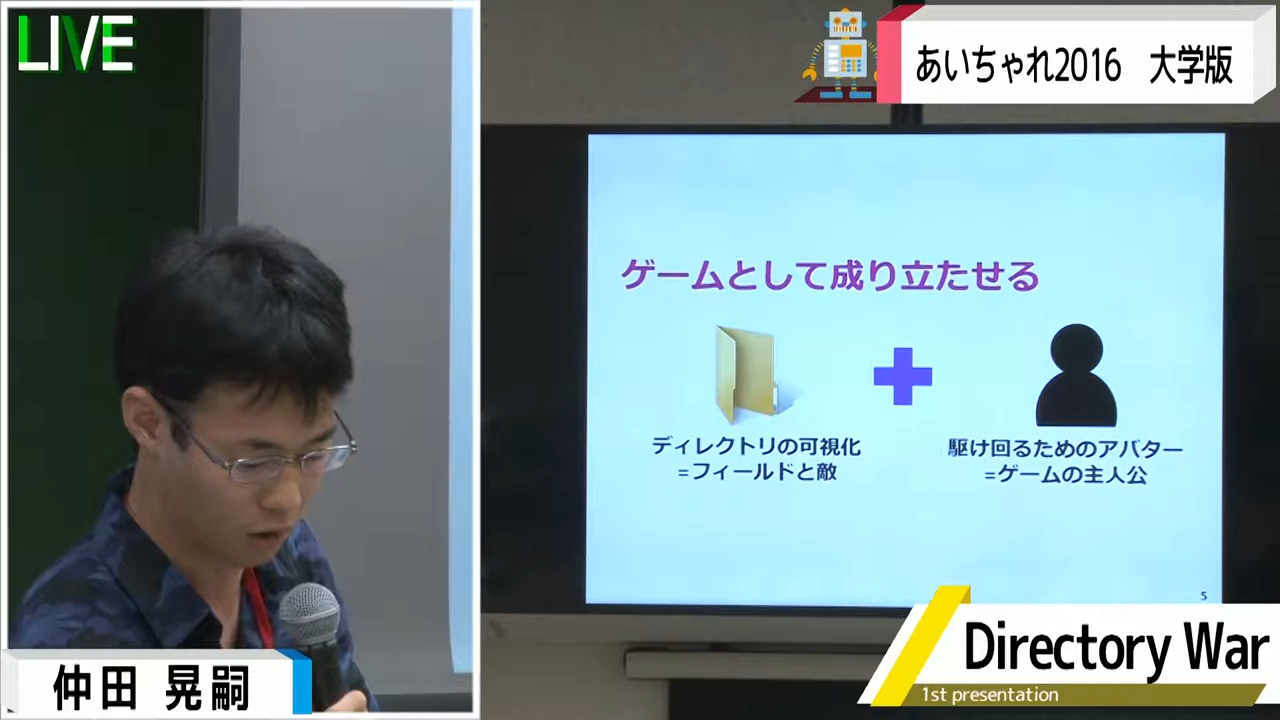 LIVE
あいちゃれ2016 大学版
ゲームとして成り立たせる
ディレクトリの可視化
=フィールドと敵
駆け回るためのアバター
=ゲームの主人公
5
Directory War
1st presentation
仲田 晃嗣